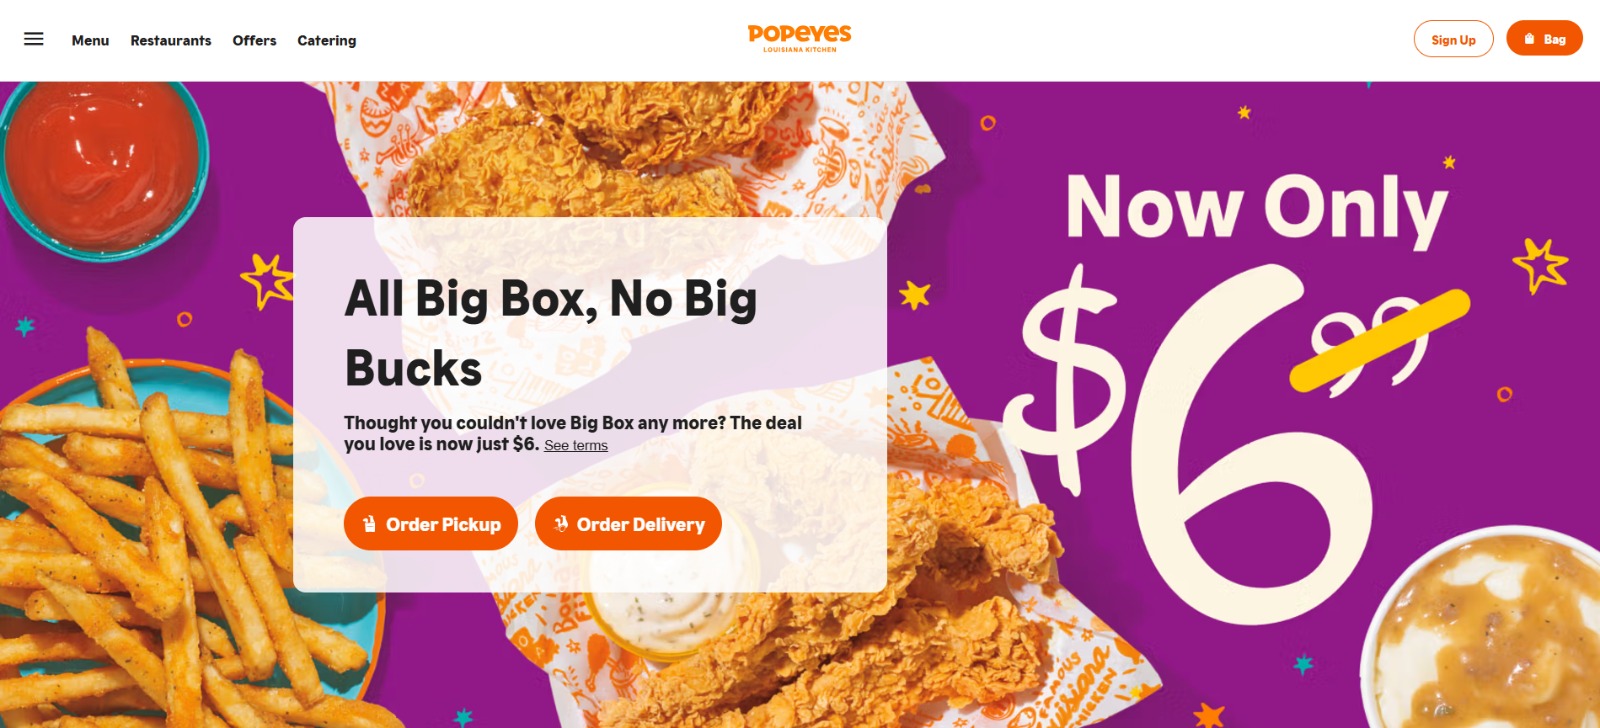 Menu Restaurants Offers Catering
POPEYES
LOUISIANA KITCHEN
Sign Up
Bag
All Big Box, No Big
Bucks
Thought you couldn't love Big Box any more? The deal
you love is now just $6. See terms
Order Pickup
Order Delivery
Now Only
$6 99